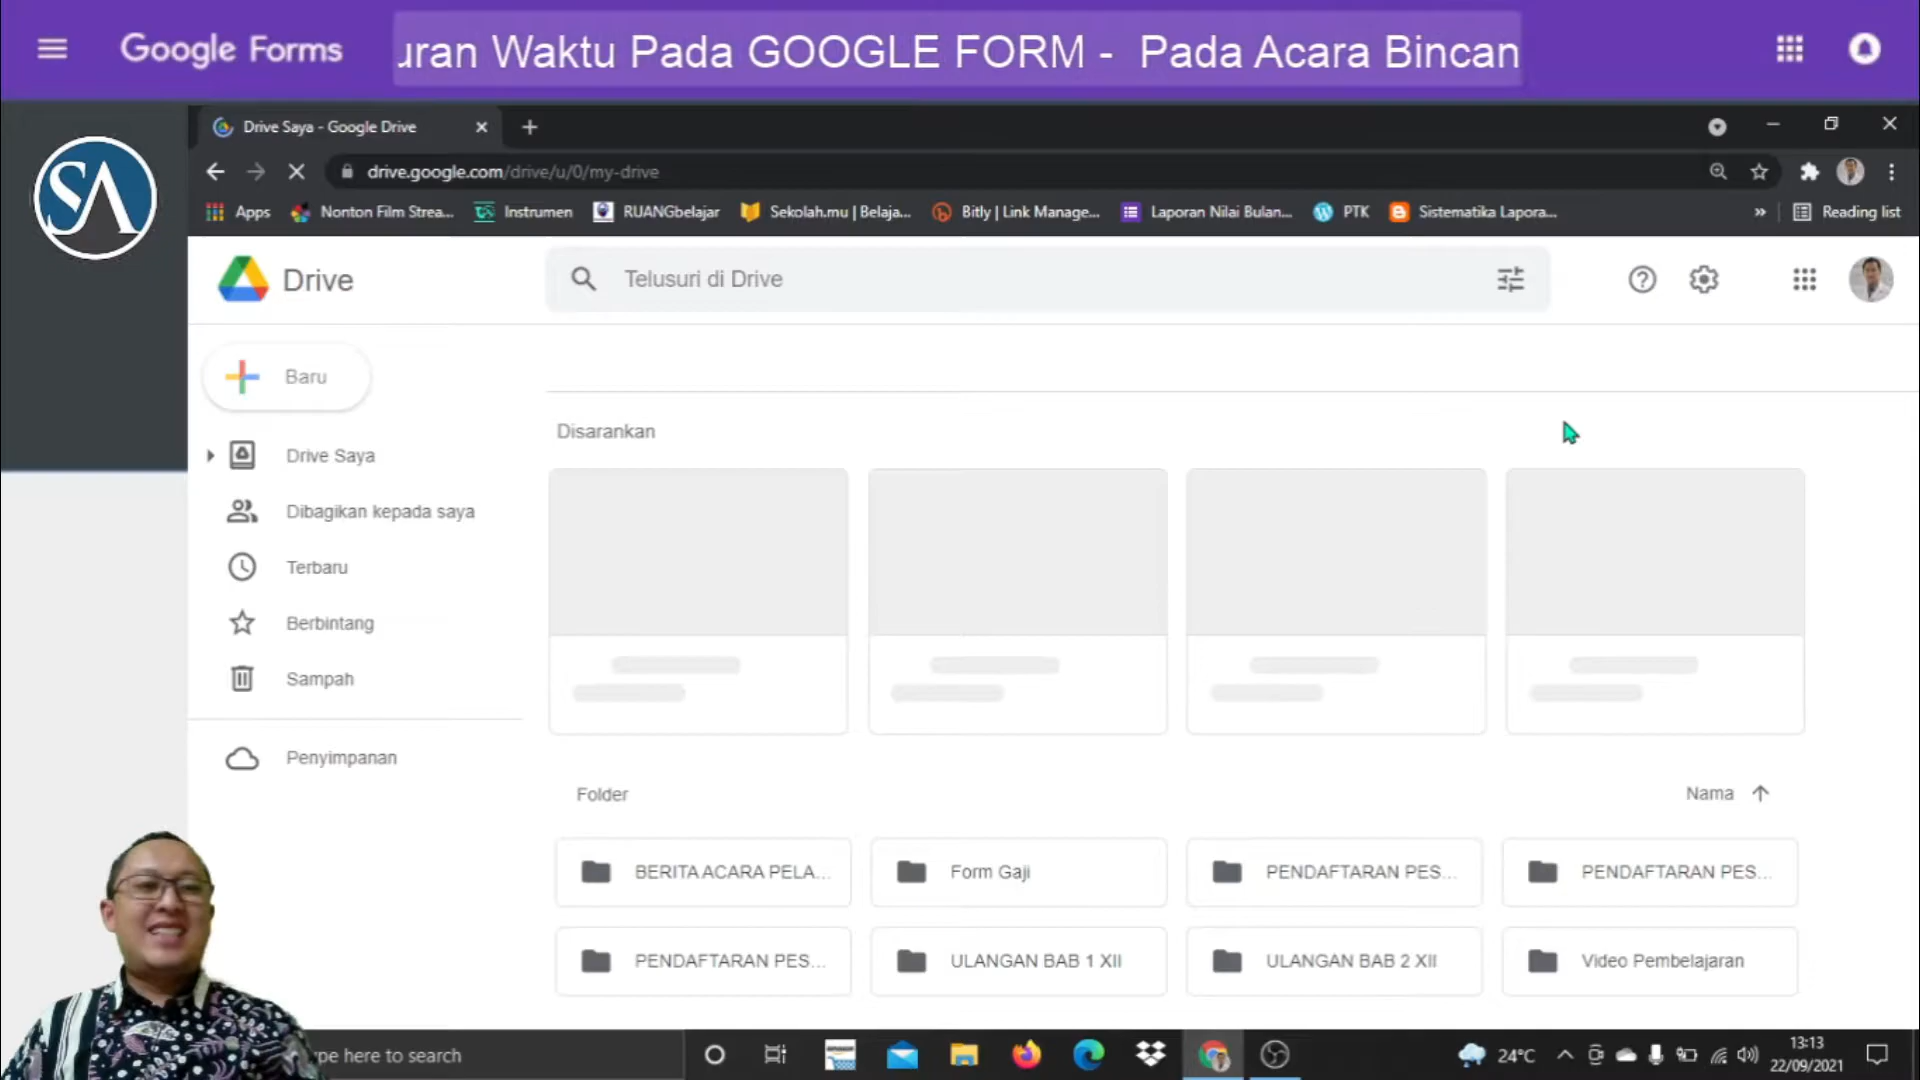 Google Forms
uran Waktu Pada GOOGLE FORM - Pada Acara Bincan
SA
Drive Saya - Google Drive
drive.google.com/drive/u/0/my-drive
Apps
Nonton Film Strea...
Instrumen
RUANGbelajar
Sekolah.mu | Belaja...
Bitly | Link Manage...
Laporan Nilai Bulan...
PTK
Sistematika Lapora...
»
Reading list
Drive
Telusuri di Drive
Baru
Disarankan
Drive Saya
Dibagikan kepada saya
Terbaru
Berbintang
Sampah
Penyimpanan
Folder
Nama
BERITA ACARA PELA...
Form Gaji
PENDAFTARAN PES...
PENDAFTARAN PES...
PENDAFTARAN PES...
ULANGAN BAB 1 XII
ULANGAN BAB 2 XII
Video Pembelajaran
ype here to search
24°C
13:13
22/09/2021